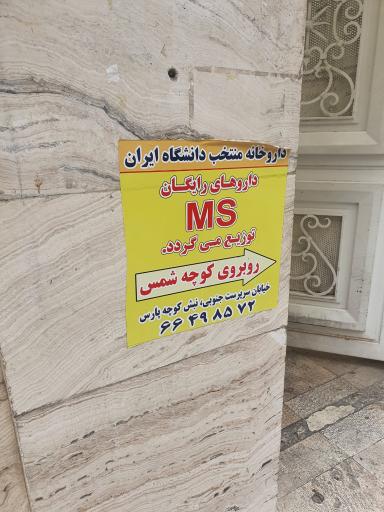 داروخانه منتخب دانشگاه ایران
داروهای رایگان
MS
توزیع می گردد.
روبروی کوچه شمس
خیابان سرپرست جنوبی، نبش کوچه پارس
۶۶ ۴۹ ۸۵ ۷۲